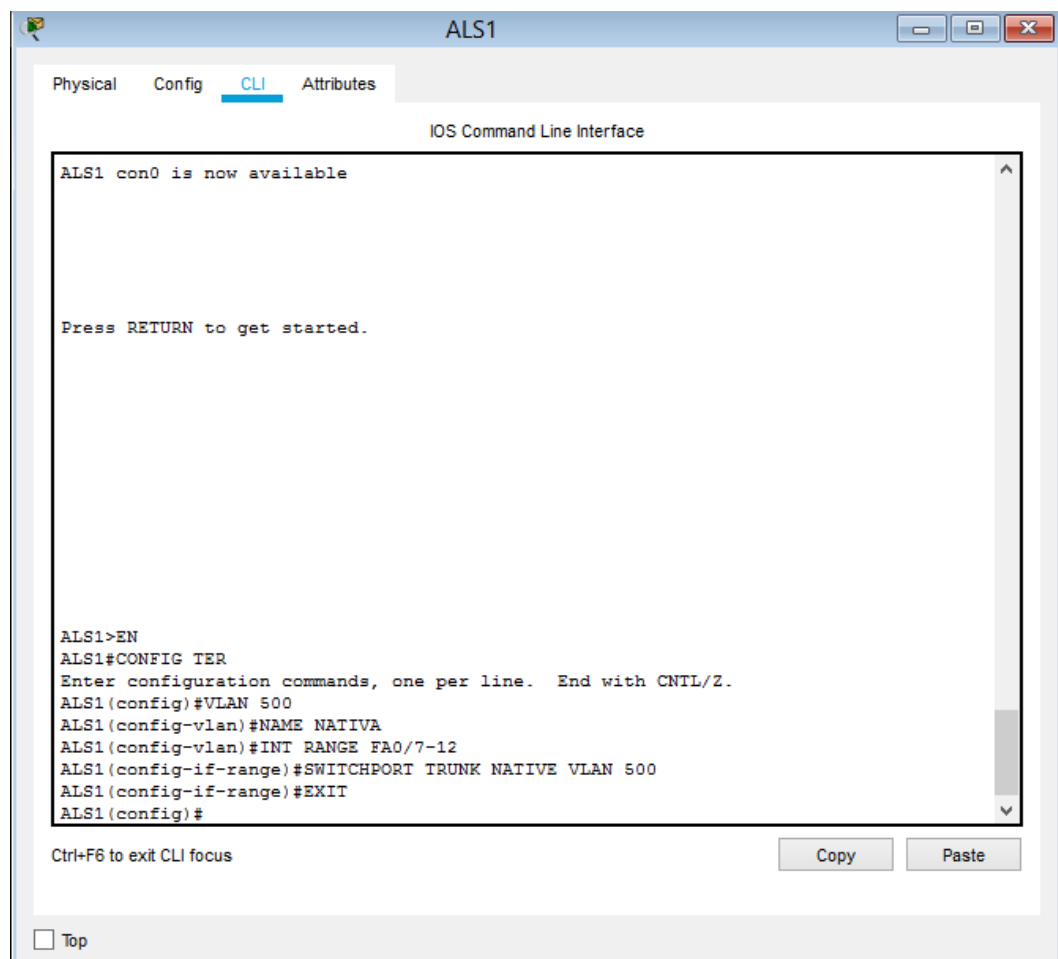 ALS1
Physical Config CLI Attributes
IOS Command Line Interface
ALS1 con0 is now available
Press RETURN to get started.
ALS1>EN
ALS1#CONFIG TER
Enter configuration commands, one per line.  End with CNTL/Z.
ALS1(config)#VLAN 500
ALS1(config-vlan)#NAME NATIVA
ALS1(config-vlan)#INT RANGE FA0/7-12
ALS1(config-if-range)#SWITCHPORT TRUNK NATIVE VLAN 500
ALS1(config-if-range)#EXIT
ALS1(config)#
Ctrl+F6 to exit CLI focus Copy Paste
Top